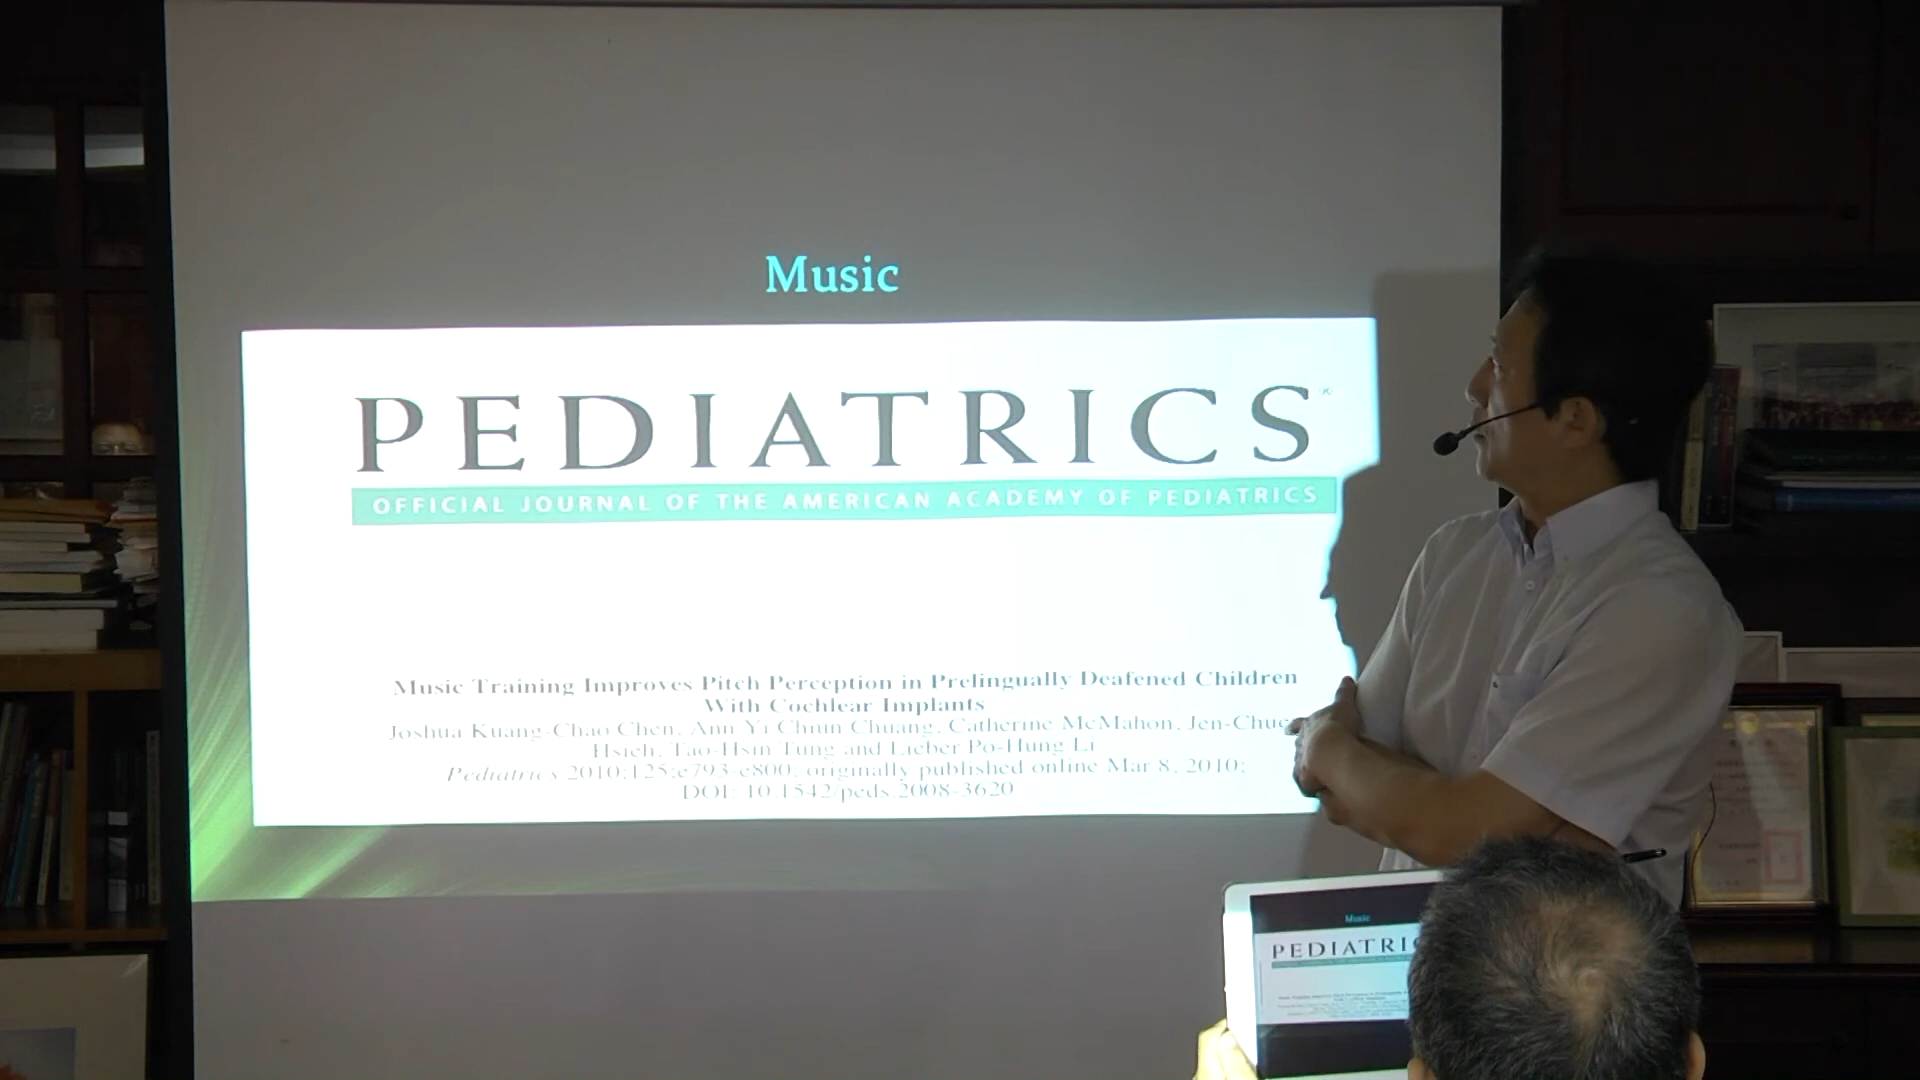 Music
PEDIATRICS
OFFICIAL JOURNAL OF THE AMERICAN ACADEMY OF PEDIATRICS
Music Training Improves Pitch Perception in Prelingually Deafened Children
With Cochlear Implants
Joshua Kuang-Chao Chen, Ann Yi Chiun Chuang, Catherine McMahon, Jen-Chue
Hsieh, Tao-Hsin Tung and Lieber Po-Hung Li
Pediatrics 2010;125;e793-e800; originally published online Mar 8, 2010;
DOI: 10.1542/peds.2008-3620
Music
PEDIATRIC